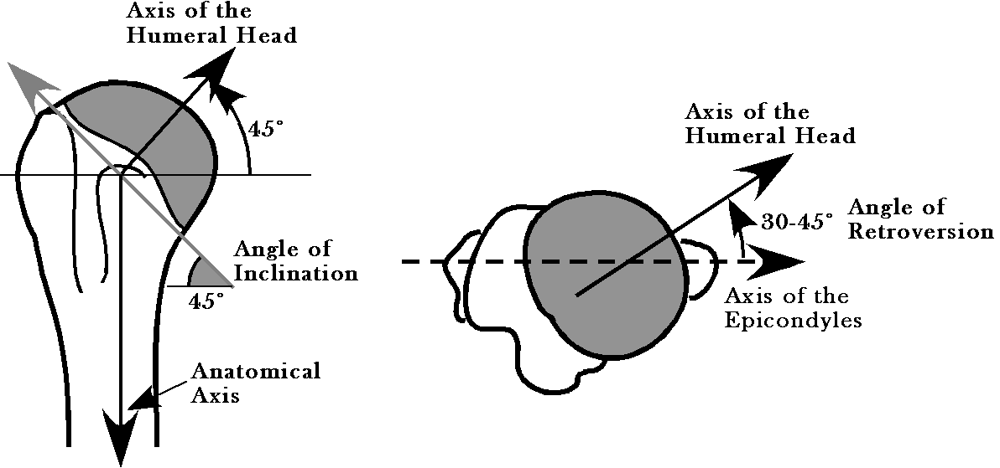 Axis of the
Humeral Head
45°
Angle of
Inclination
45°
Anatomical
Axis
Axis of the
Humeral Head
30-45°
Angle of
Retroversion
Axis of the
Epicondyles